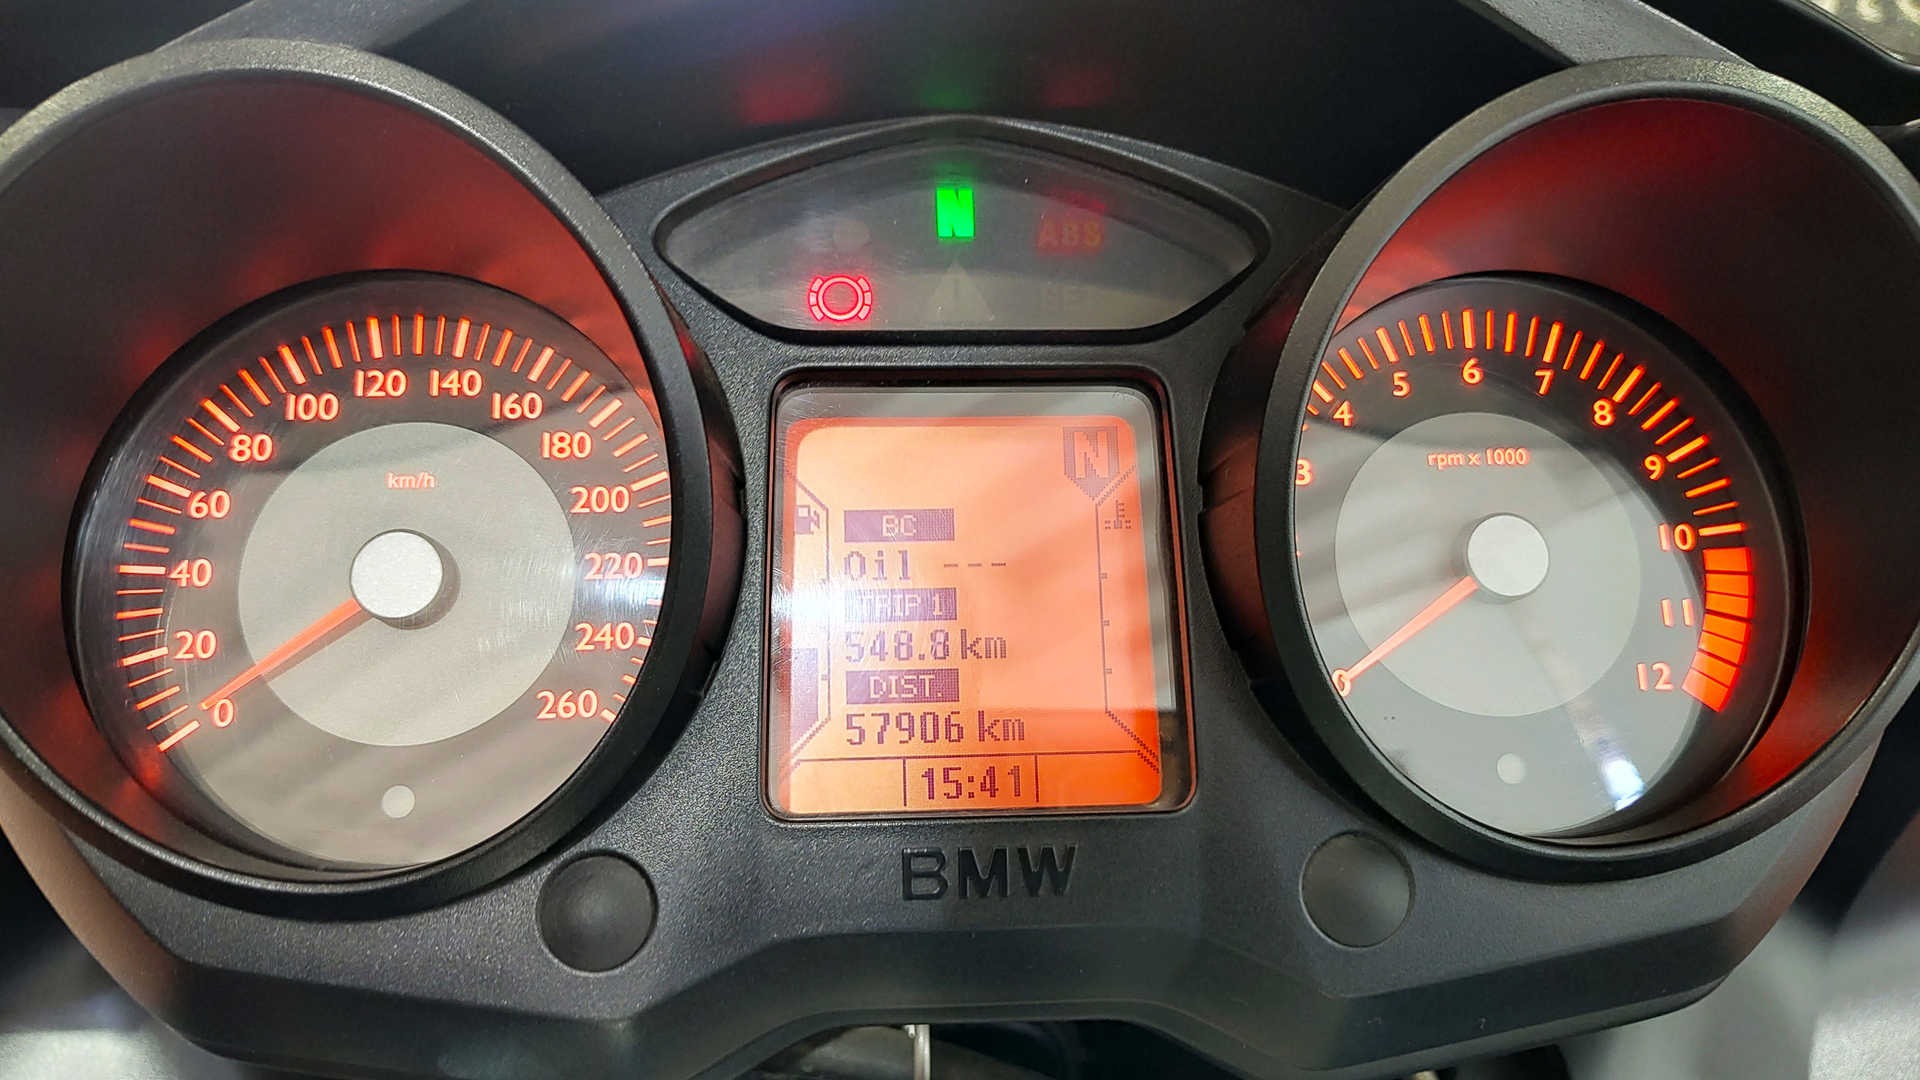 N
ABS
km/h
0
20
40
60
80
100
120
140
160
180
200
220
240
260
N
BC
Oil ---
TRIP 1
548.8 km
DIST.
57906 km
15:41
rpm x 1000
0
3
4
5
6
7
8
9
10
11
12
BMW